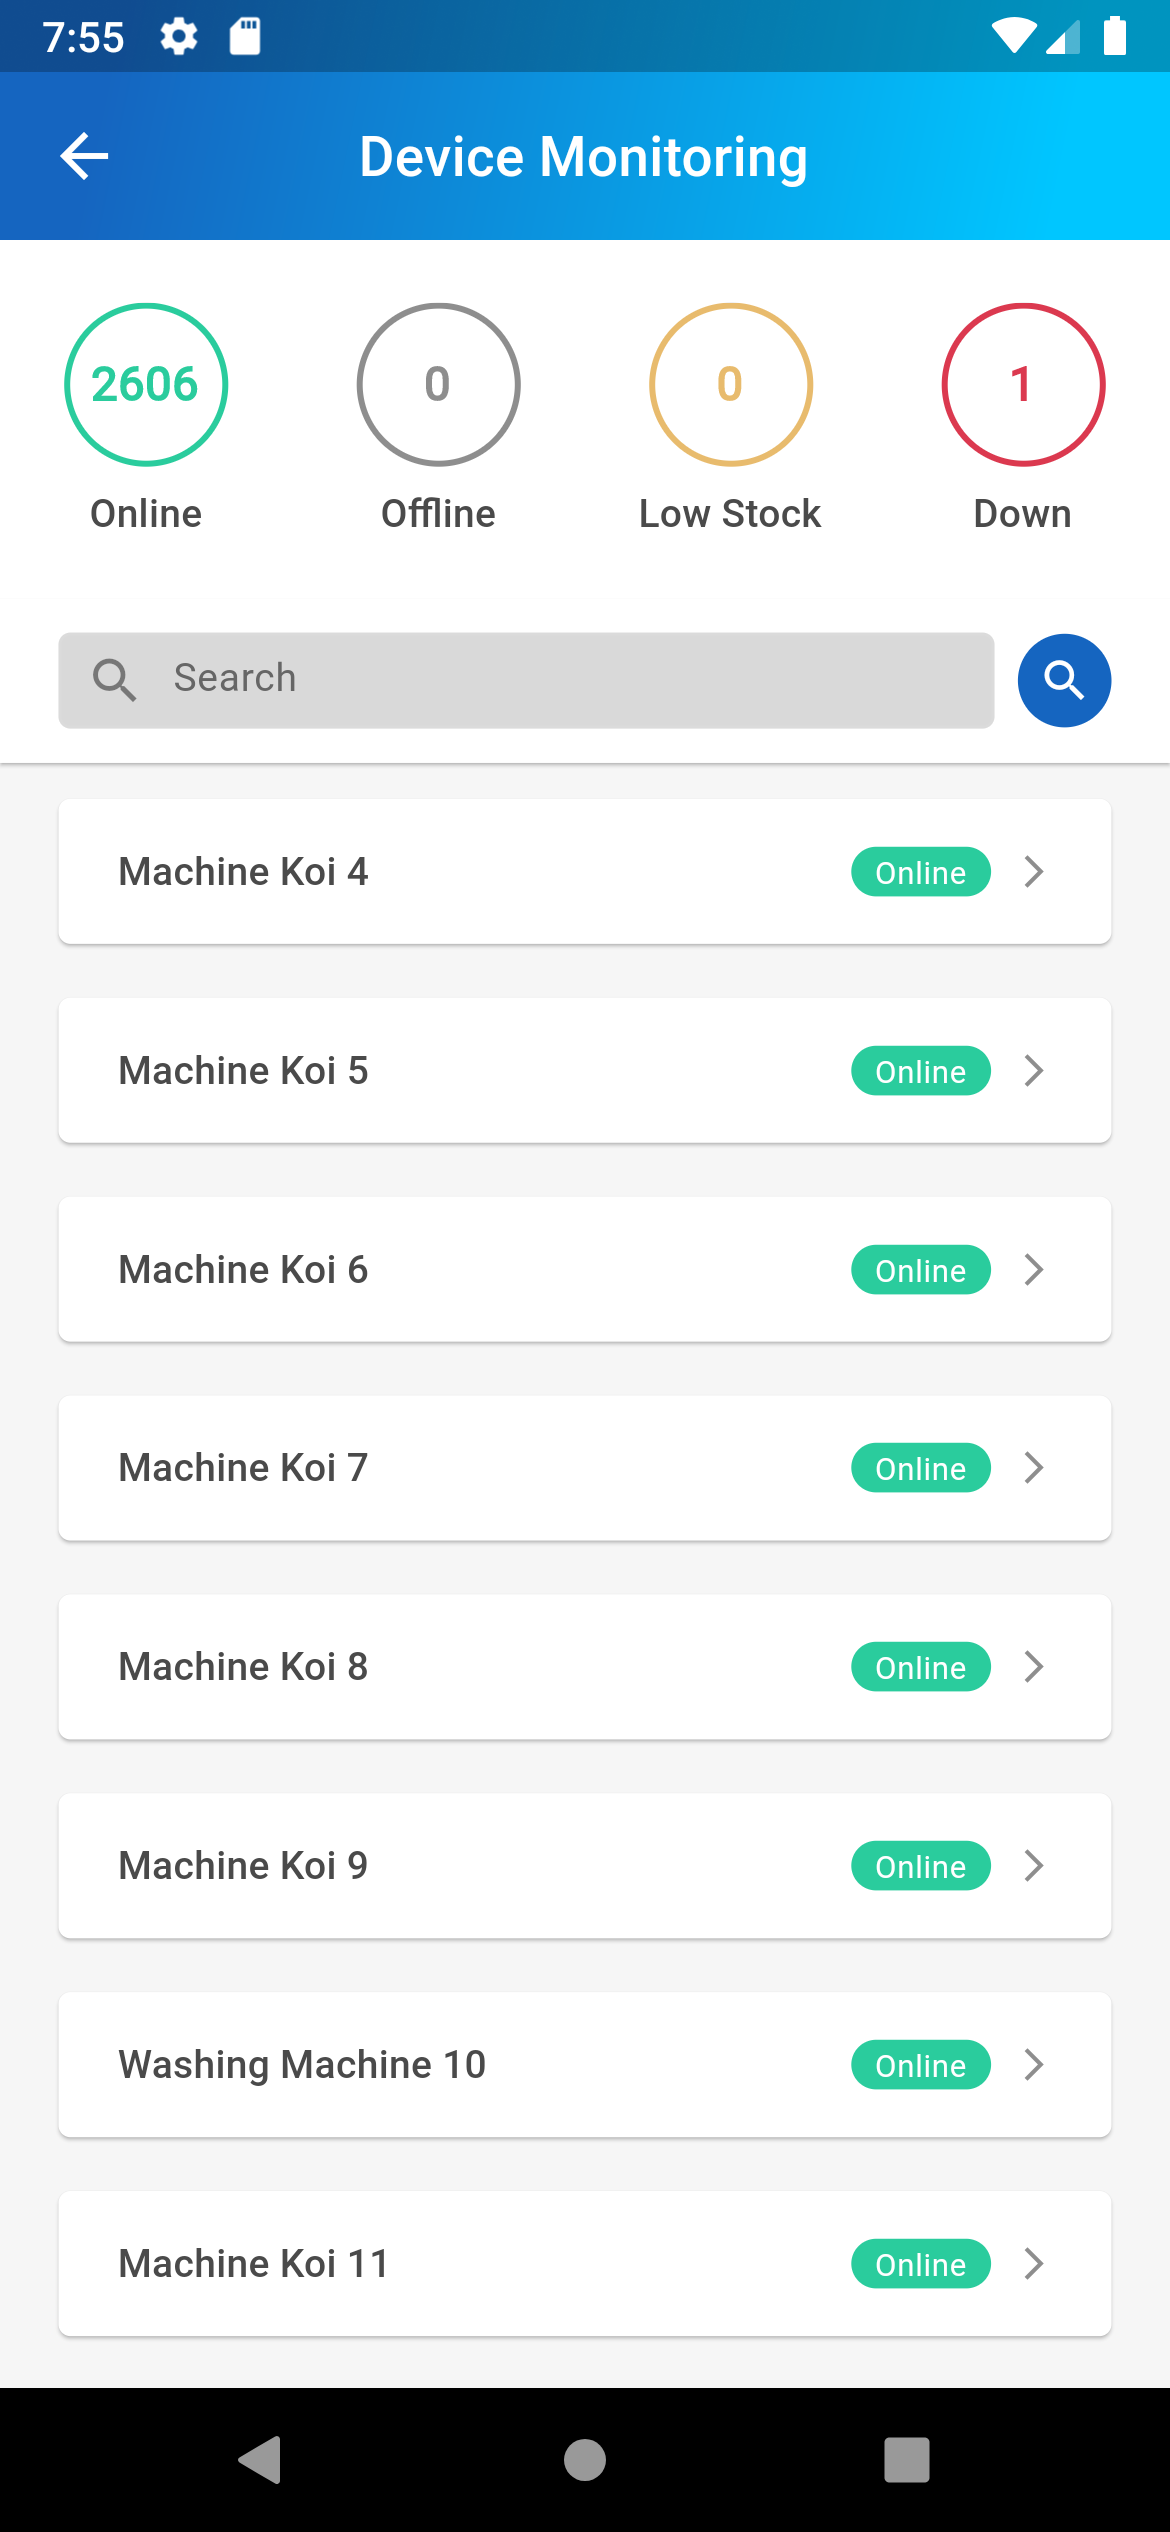 7:55
Device Monitoring
2606 0 0 1
Online Offline Low Stock Down
Search
Machine Koi 4 Online
Machine Koi 5 Online
Machine Koi 6 Online
Machine Koi 7 Online
Machine Koi 8 Online
Machine Koi 9 Online
Washing Machine 10 Online
Machine Koi 11 Online